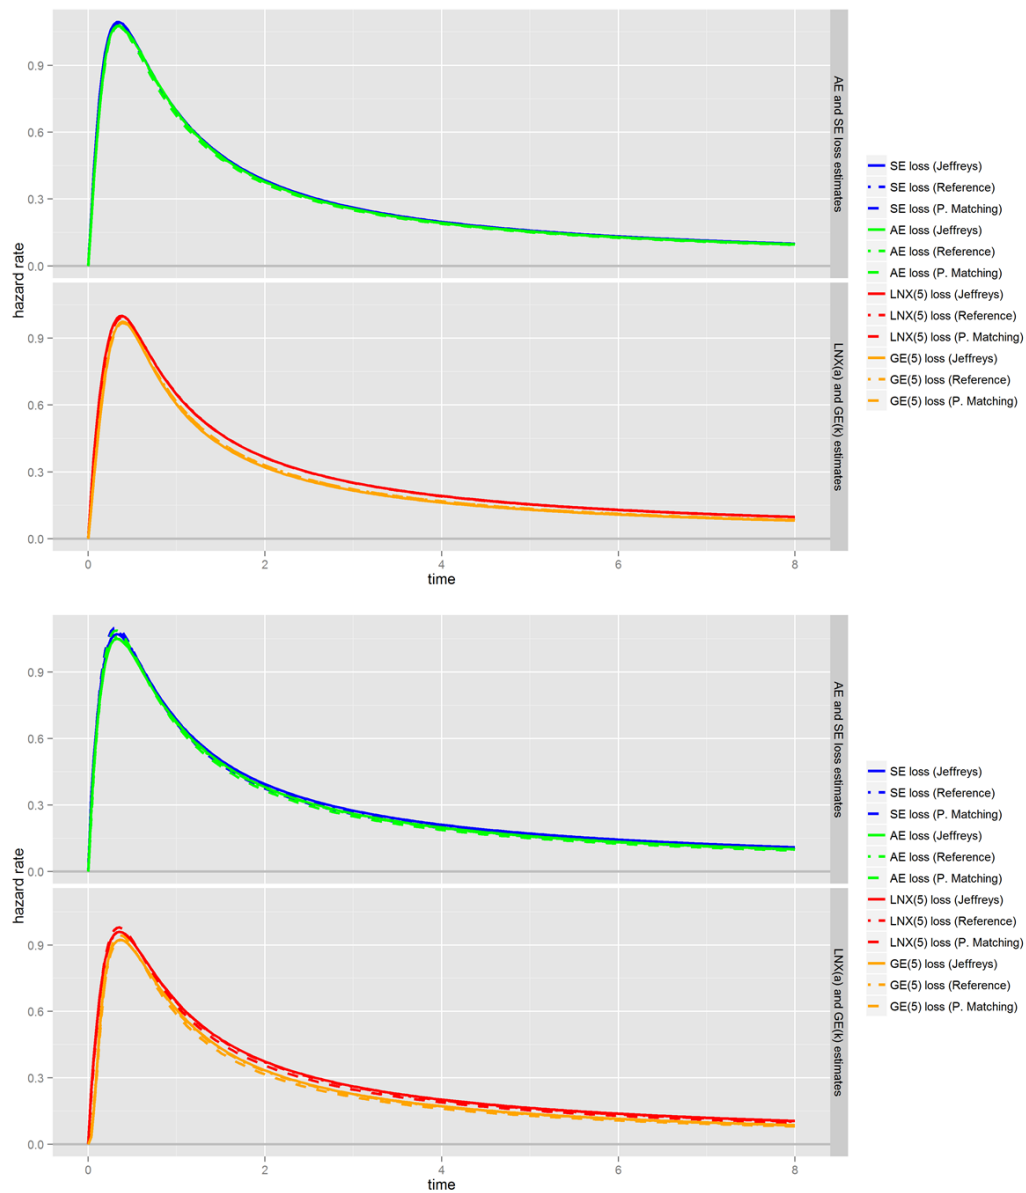 0.9
0.6
0.3
0.0
AE and SE loss estimates
0.9
0.6
0.3
0.0
LNX(a) and GE(k) estimates
hazard rate
0
2
4
6
8
time
SE loss (Jeffreys)
SE loss (Reference)
SE loss (P. Matching)
AE loss (Jeffreys)
AE loss (Reference)
AE loss (P. Matching)
LNX(5) loss (Jeffreys)
LNX(5) loss (Reference)
LNX(5) loss (P. Matching)
GE(5) loss (Jeffreys)
GE(5) loss (Reference)
GE(5) loss (P. Matching)
0.9
0.6
0.3
0.0
AE and SE loss estimates
0.9
0.6
0.3
0.0
LNX(a) and GE(k) estimates
hazard rate
0
2
4
6
8
time
SE loss (Jeffreys)
SE loss (Reference)
SE loss (P. Matching)
AE loss (Jeffreys)
AE loss (Reference)
AE loss (P. Matching)
LNX(5) loss (Jeffreys)
LNX(5) loss (Reference)
LNX(5) loss (P. Matching)
GE(5) loss (Jeffreys)
GE(5) loss (Reference)
GE(5) loss (P. Matching)